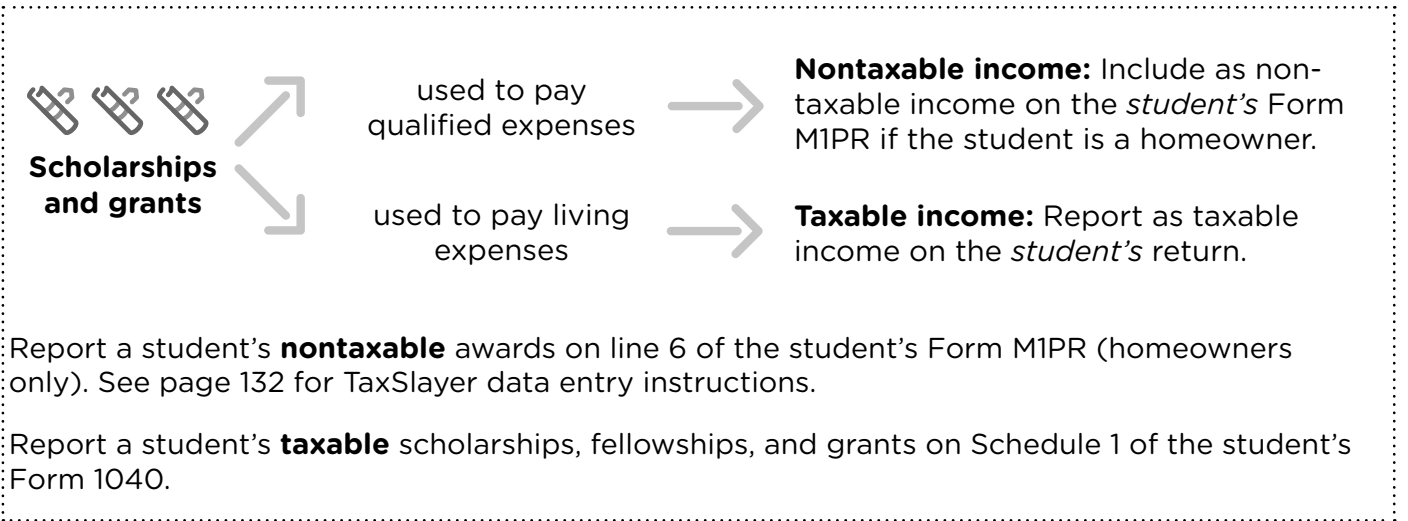 Scholarships
and grants
used to pay
qualified expenses
Nontaxable income: Include as non-
taxable income on the student's Form
M1PR if the student is a homeowner.
used to pay living
expenses
Taxable income: Report as taxable
income on the student's return.
Report a student's nontaxable awards on line 6 of the student's Form M1PR (homeowners
only). See page 132 for TaxSlayer data entry instructions.
Report a student's taxable scholarships, fellowships, and grants on Schedule 1 of the student's
Form 1040.